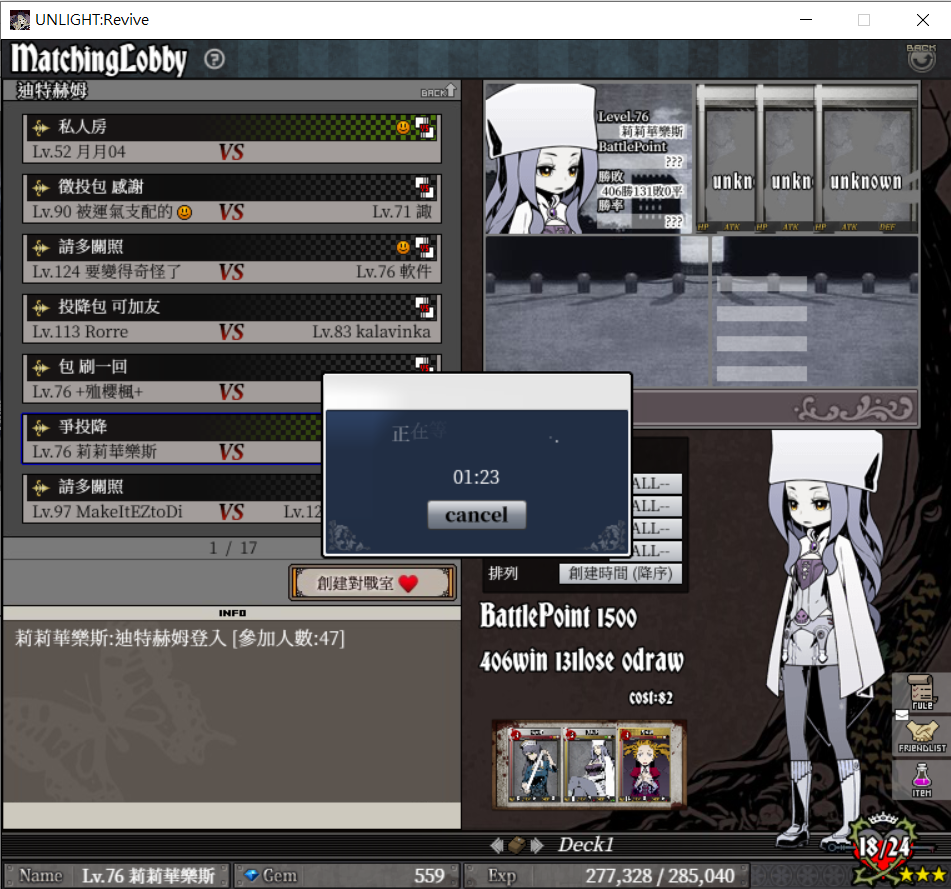 UNLIGHT:Revive
MatchingLobby ?
BACK
迪特赫姆
BACK
私人房
Lv.52 月月04 VS
徵投包 感謝
Lv.90 被運氣支配的 VS Lv.71 諏
請多關照
Lv.124 要變得奇怪了 VS Lv.76 軟件
投降包 可加友
Lv.113 Rorre VS Lv.83 kalavinka
包 刷一回
Lv.76 +殈櫻楓+ VS
爭投降
Lv.76 莉莉華樂斯 VS
請多關照
Lv.97 MakeItEZtoDi VS Lv.12
1 / 17
創建對戰室
INFO
莉莉華樂斯:迪特赫姆登入 [參加人數:47]
Level.76
莉莉華樂斯
BattlePoint
???
勝敗
406勝131敗0平
勝率
???
unkn unkn unknown
HP ATK HP ATK HP ATK DEF
正在等
01:23
cancel
ALL--
ALL--
ALL--
ALL--
排列 創建時間 (降序)
BattlePoint 1500
406win 131lose 0draw
cost:82
RULE
FRIENDLIST
ITEM
Deck1
18/24
Name Lv.76 莉莉華樂斯 Gem 559 Exp 277,328 / 285,040